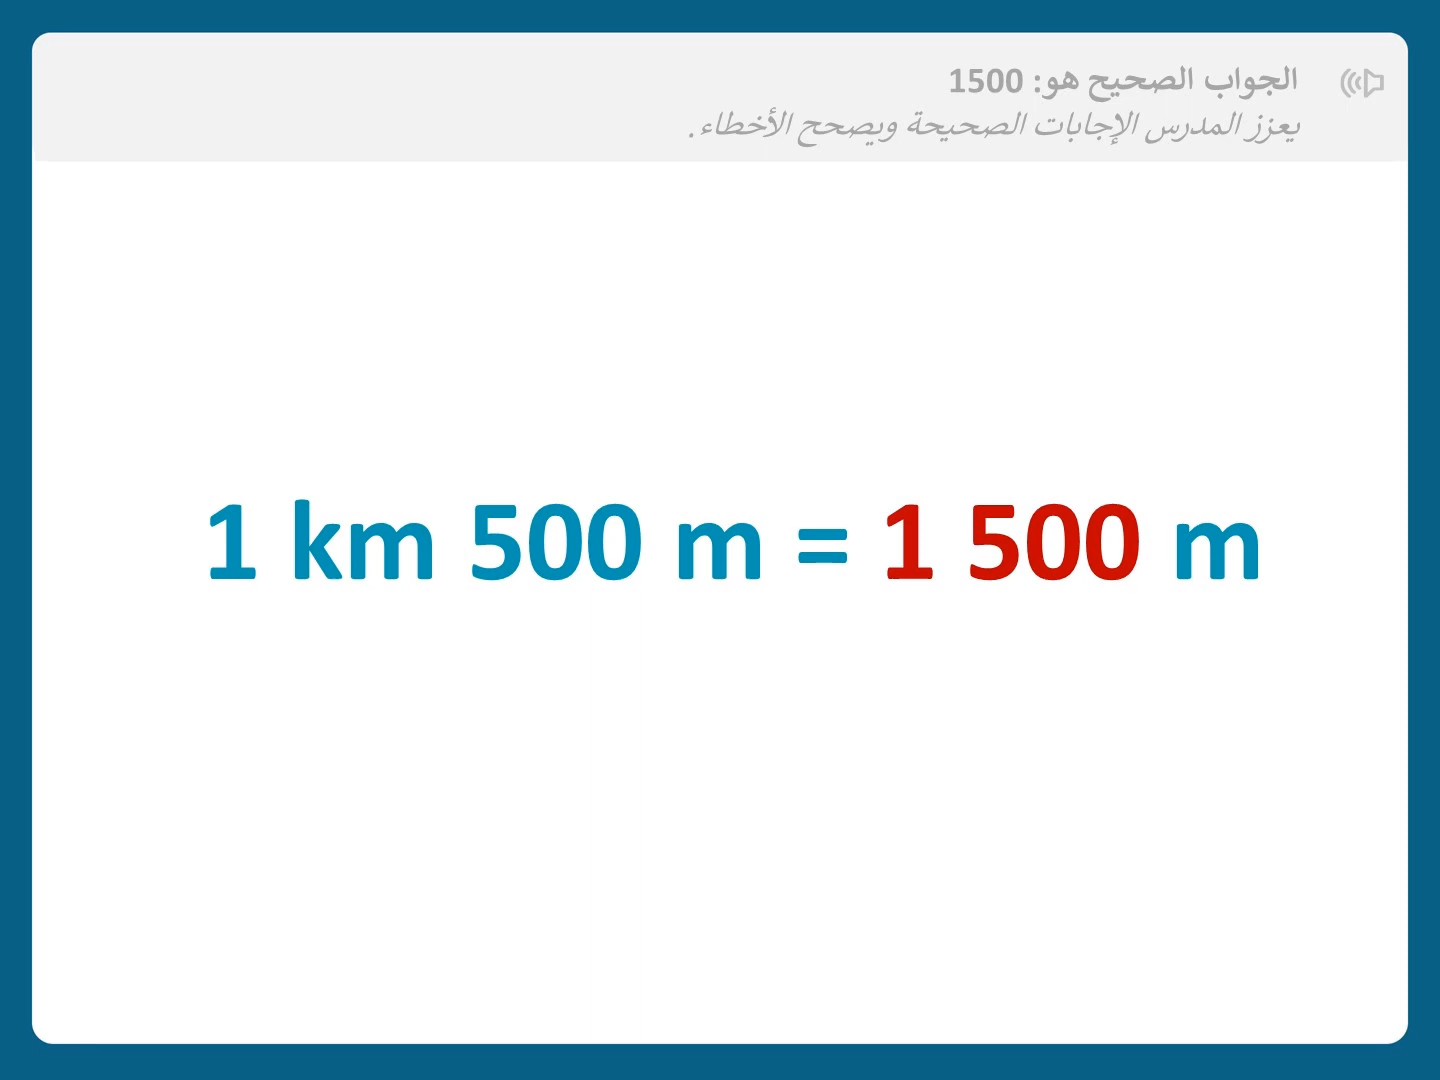 الجواب الصحيح هو: 1500
يعزز المدرس الإجابات الصحيحة ويصحح الأخطاء.
1 km 500 m = 1 500 m